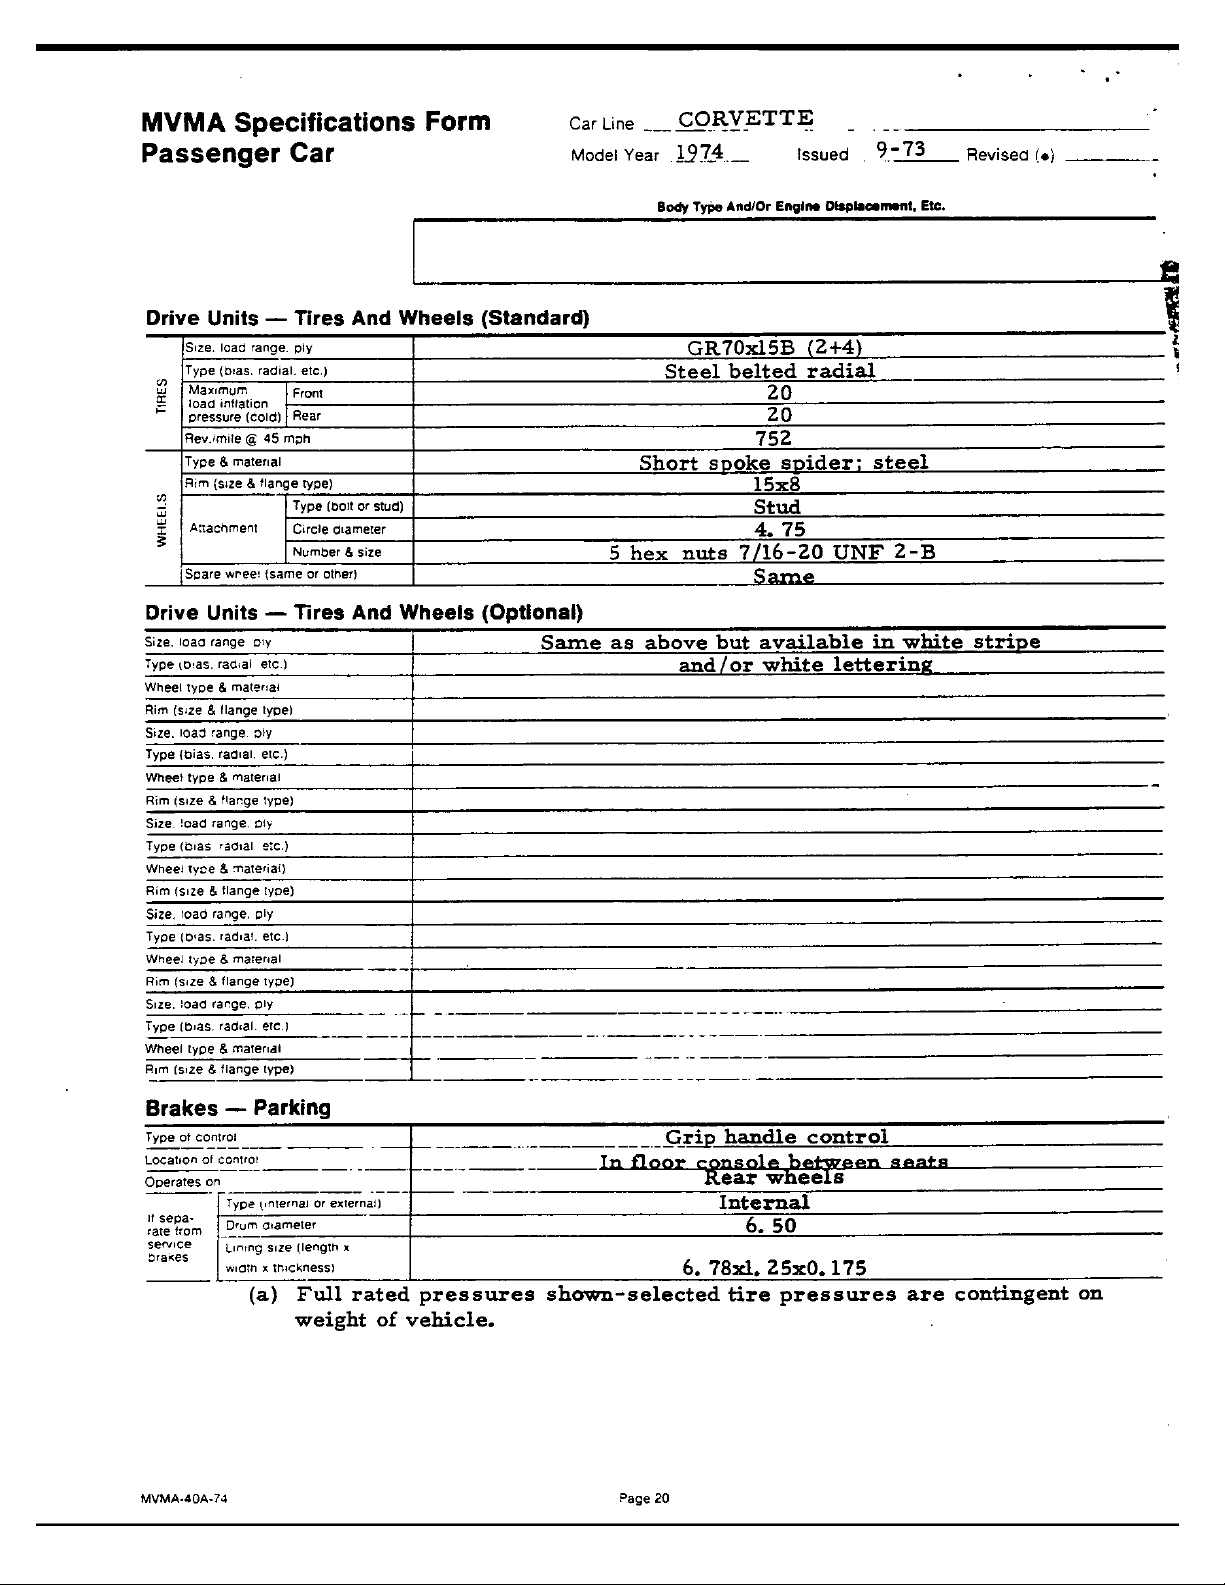 MVMA Specifications Form
Passenger Car
Car Line CORVETTE
Model Year 1974 Issued 9-73 Revised (•)
Body Type And/Or Engine Displacement, Etc.
Drive Units — Tires And Wheels (Standard)
TIRES
Size, load range, ply GR70x15B (2+4)
Type (bias, radial, etc.) Steel belted radial
Maximum load inflation pressure (cold) Front 20
Rear 20
Rev./mile @ 45 mph 752
WHEELS
Type & material Short spoke spider; steel
Rim (size & flange type) 15x8
Attachment Type (bolt or stud) Stud
Circle diameter 4.75
Number & size 5 hex nuts 7/16-20 UNF 2-B
Spare wheel (same or other) Same
Drive Units — Tires And Wheels (Optional)
Size, load range, ply Same as above but available in white stripe
Type (bias, radial, etc.) and/or white lettering
Wheel type & material
Rim (size & flange type)
Size, load range, ply
Type (bias, radial, etc.)
Wheel type & material
Rim (size & flange type)
Size, load range, ply
Type (bias, radial, etc.)
Wheel type & material)
Rim (size & flange type)
Size, load range, ply
Type (bias, radial, etc.)
Wheel type & material
Rim (size & flange type)
Size, load range, ply
Type (bias, radial, etc.)
Wheel type & material
Rim (size & flange type)
Brakes — Parking
Type of control Grip handle control
Location of control In floor console between seats
Operates on Rear wheels
If separate from service brakes Type (internal or external) Internal
Drum diameter 6.50
Lining size (length x
width x thickness) 6.78x1.25x0.175
(a) Full rated pressures shown-selected tire pressures are contingent on
weight of vehicle.
MVMA-40A-74 Page 20